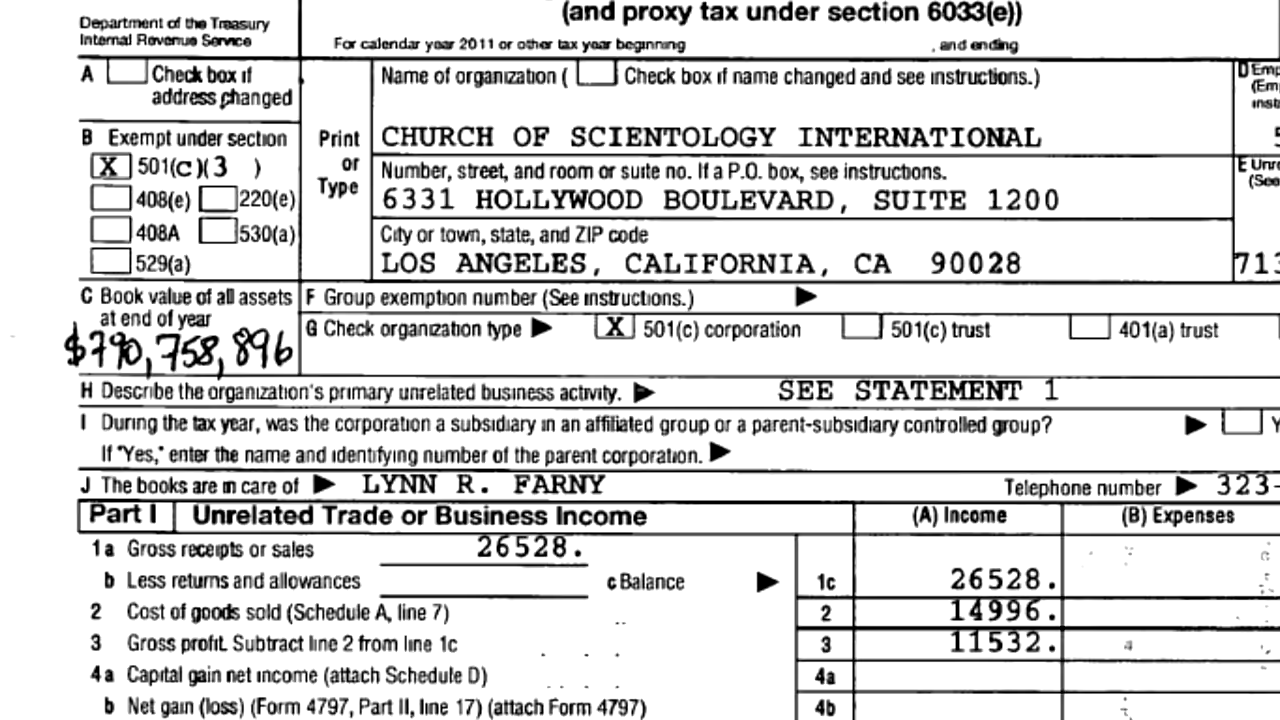 (and proxy tax under section 6033(e))
Department of the Treasury
Internal Revenue Service
For calendar year 2011 or other tax year beginning , and ending
A Check box if address changed
Name of organization ( Check box if name changed and see instructions.)
D Emp
(Em
inst
CHURCH OF SCIENTOLOGY INTERNATIONAL
B Exempt under section
X 501(c)(3 )
408(e) 220(e)
408A 530(a)
529(a)
Print
or
Type
Number, street, and room or suite no. If a P.O. box, see instructions.
E Unre
(See
6331 HOLLYWOOD BOULEVARD, SUITE 1200
City or town, state, and ZIP code
LOS ANGELES, CALIFORNIA, CA 90028
713
C Book value of all assets
at end of year
$790,758,896
F Group exemption number (See instructions.) ▶
G Check organization type ▶ X 501(c) corporation 501(c) trust 401(a) trust
H Describe the organization's primary unrelated business activity. ▶ SEE STATEMENT 1
I During the tax year, was the corporation a subsidiary in an affiliated group or a parent-subsidiary controlled group? ▶ Y
If "Yes," enter the name and identifying number of the parent corporation. ▶
J The books are in care of ▶ LYNN R. FARNY Telephone number ▶ 323-
Part I Unrelated Trade or Business Income (A) Income (B) Expenses
1a Gross receipts or sales 26528.
b Less returns and allowances c Balance ▶ 1c 26528.
2 Cost of goods sold (Schedule A, line 7) 2 14996.
3 Gross profit. Subtract line 2 from line 1c 3 11532.
4a Capital gain net income (attach Schedule D) 4a
b Net gain (loss) (Form 4797, Part II, line 17) (attach Form 4797) 4b